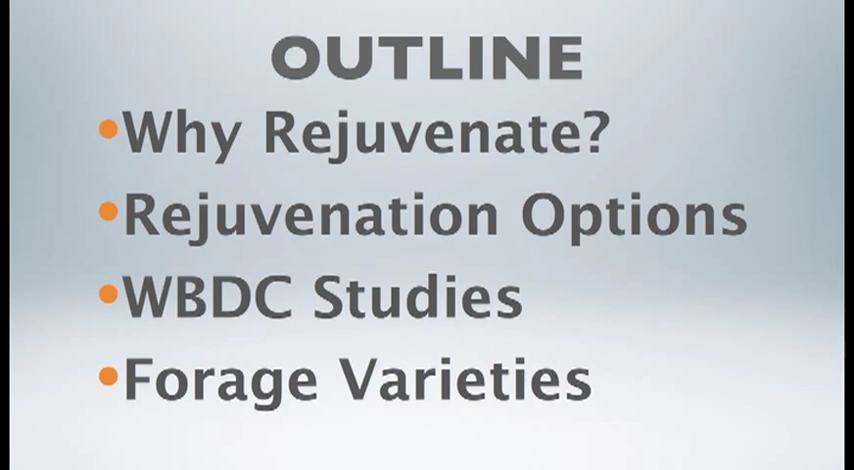 OUTLINE
•Why Rejuvenate?
•Rejuvenation Options
•WBDC Studies
•Forage Varieties